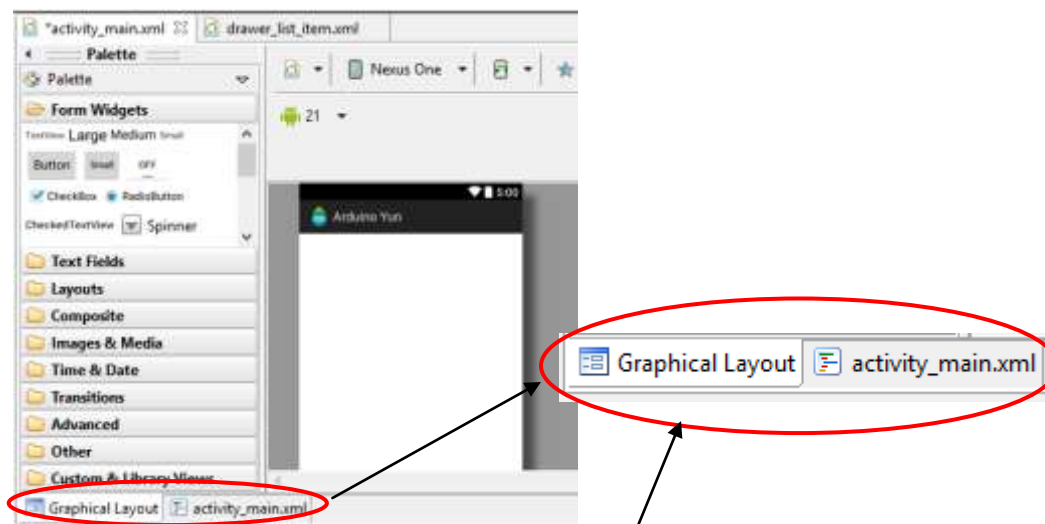 *activity_main.xml drawer_list_item.xml
Palette
Palette
Nexus One
Form Widgets
21
TextView Large Medium Small
Button Small OFF
CheckBox RadioButton
5:00
Arduino Yun
CheckedTextView Spinner
Text Fields
Layouts
Composite
Images & Media
Time & Date
Transitions
Advanced
Other
Custom & Library Views
Graphical Layout activity_main.xml
Graphical Layout activity_main.xml